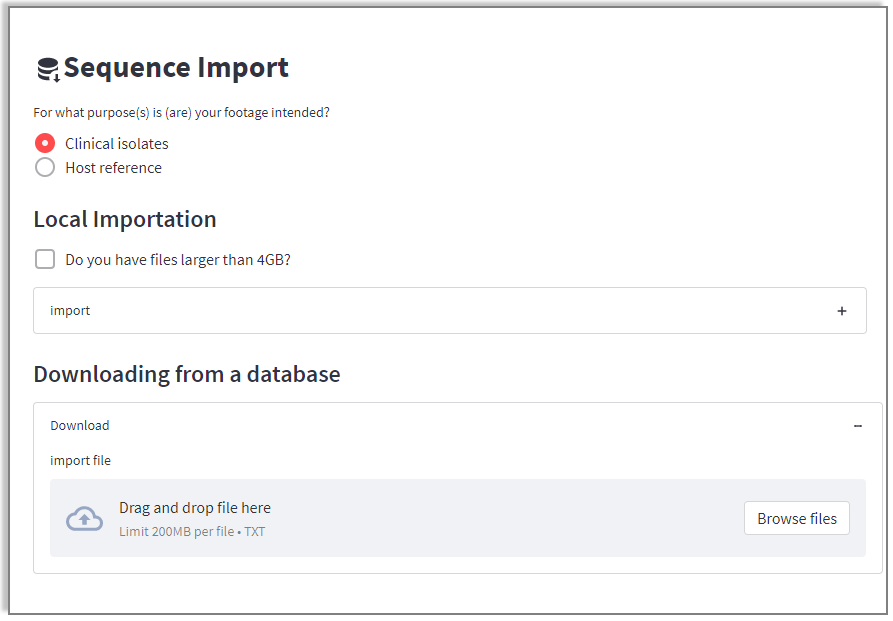 Sequence Import
For what purpose(s) is (are) your footage intended?
Clinical isolates
Host reference
Local Importation
Do you have files larger than 4GB?
import +
Downloading from a database
Download −
import file
Drag and drop file here
Limit 200MB per file • TXT
Browse files